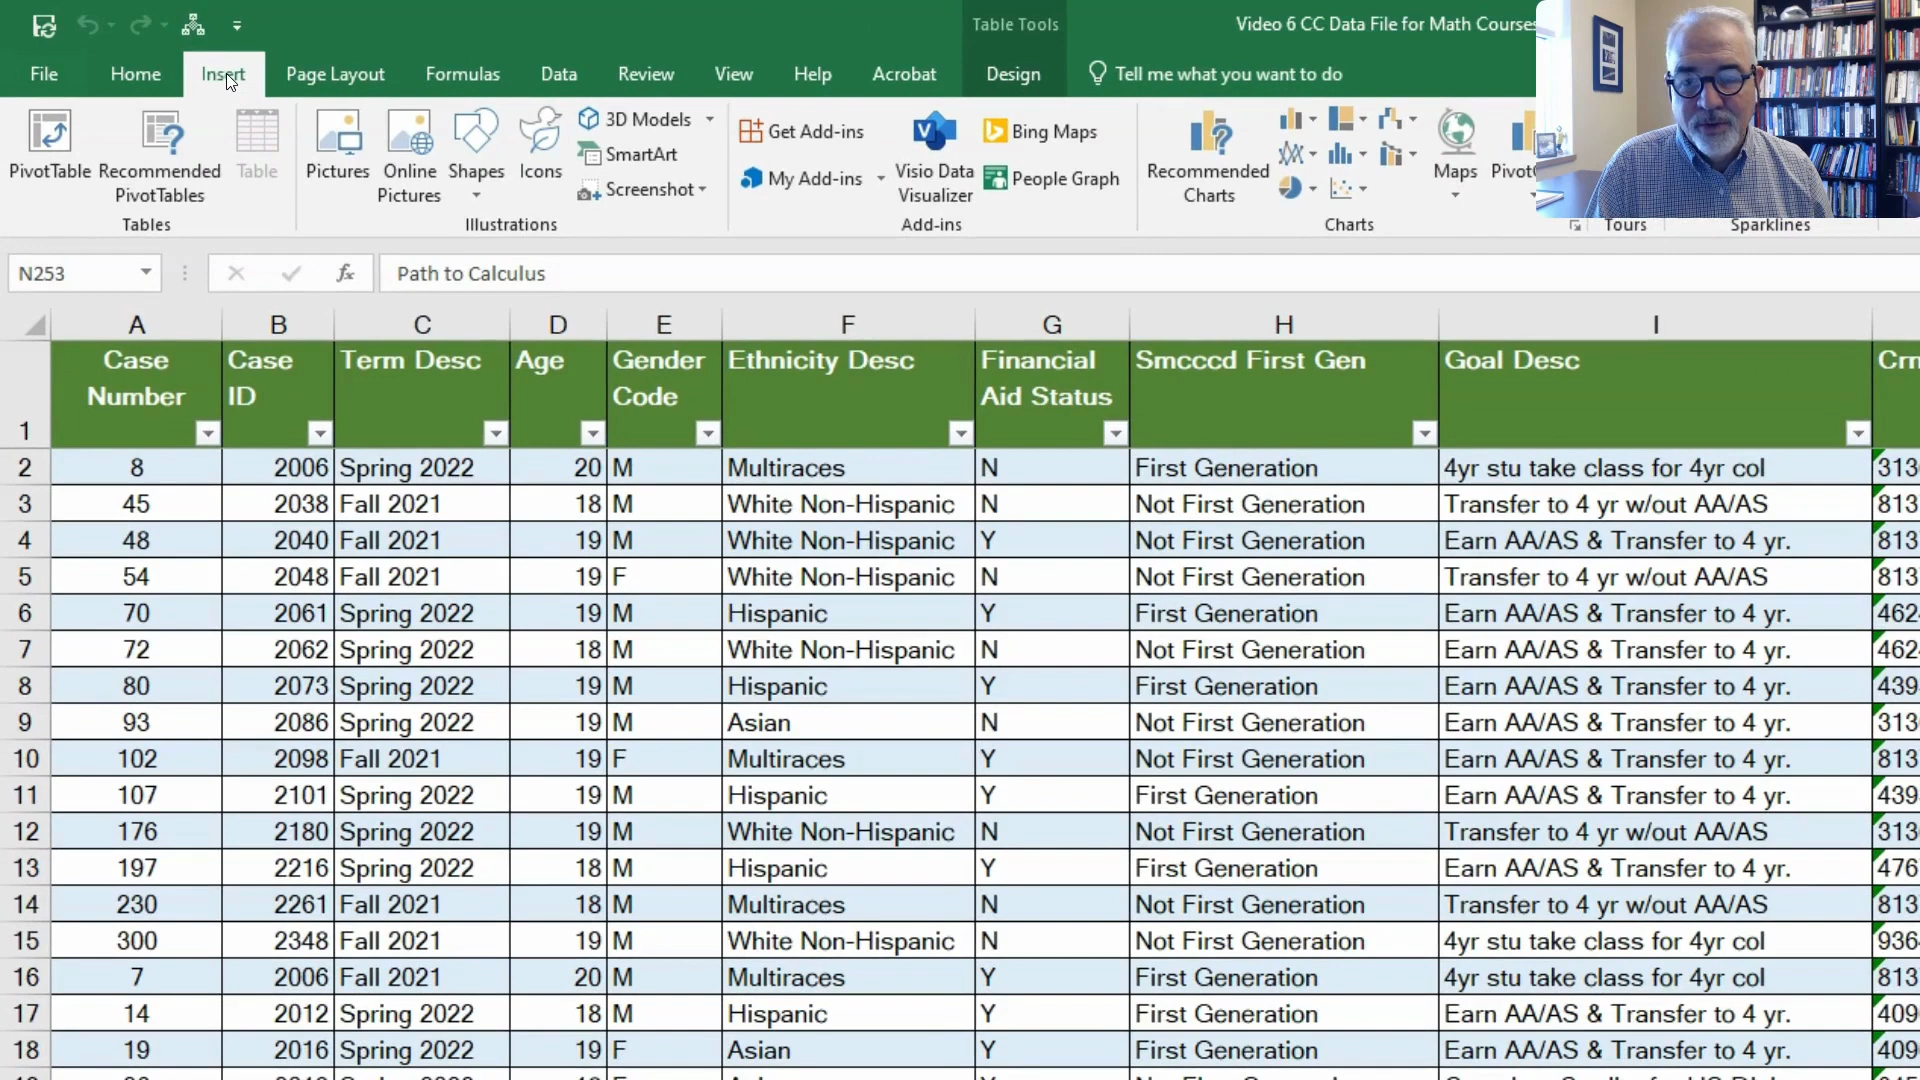 Table Tools
Video 6 CC Data File for Math Courses
File Home Insert Page Layout Formulas Data Review View Help Acrobat Design Tell me what you want to do
PivotTable Recommended PivotTables Table
Tables
Pictures Online Pictures Shapes Icons 3D Models SmartArt Screenshot
Illustrations
Get Add-ins My Add-ins Visio Data Visualizer Bing Maps People Graph
Add-ins
Recommended Charts Maps
Charts
Tours
Sparklines
N253 fx Path to Calculus
A B C D E F G H I
1 Case Number Case ID Term Desc Age Gender Code Ethnicity Desc Financial Aid Status Smcccd First Gen Goal Desc
2 8 2006 Spring 2022 20 M Multiraces N First Generation 4yr stu take class for 4yr col
3 45 2038 Fall 2021 18 M White Non-Hispanic N Not First Generation Transfer to 4 yr w/out AA/AS
4 48 2040 Fall 2021 19 M White Non-Hispanic Y Not First Generation Earn AA/AS & Transfer to 4 yr.
5 54 2048 Fall 2021 19 F White Non-Hispanic N Not First Generation Transfer to 4 yr w/out AA/AS
6 70 2061 Spring 2022 19 M Hispanic Y First Generation Earn AA/AS & Transfer to 4 yr.
7 72 2062 Spring 2022 18 M White Non-Hispanic N Not First Generation Earn AA/AS & Transfer to 4 yr.
8 80 2073 Spring 2022 19 M Hispanic Y First Generation Earn AA/AS & Transfer to 4 yr.
9 93 2086 Spring 2022 19 M Asian N Not First Generation Earn AA/AS & Transfer to 4 yr.
10 102 2098 Fall 2021 19 F Multiraces Y Not First Generation Earn AA/AS & Transfer to 4 yr.
11 107 2101 Spring 2022 19 M Hispanic Y First Generation Earn AA/AS & Transfer to 4 yr.
12 176 2180 Spring 2022 19 M White Non-Hispanic N Not First Generation Transfer to 4 yr w/out AA/AS
13 197 2216 Spring 2022 18 M Hispanic Y First Generation Earn AA/AS & Transfer to 4 yr.
14 230 2261 Fall 2021 18 M Multiraces N Not First Generation Transfer to 4 yr w/out AA/AS
15 300 2348 Fall 2021 19 M White Non-Hispanic N Not First Generation 4yr stu take class for 4yr col
16 7 2006 Fall 2021 20 M Multiraces Y First Generation 4yr stu take class for 4yr col
17 14 2012 Spring 2022 18 M Hispanic Y First Generation Earn AA/AS & Transfer to 4 yr.
18 19 2016 Spring 2022 19 F Asian Y First Generation Earn AA/AS & Transfer to 4 yr.